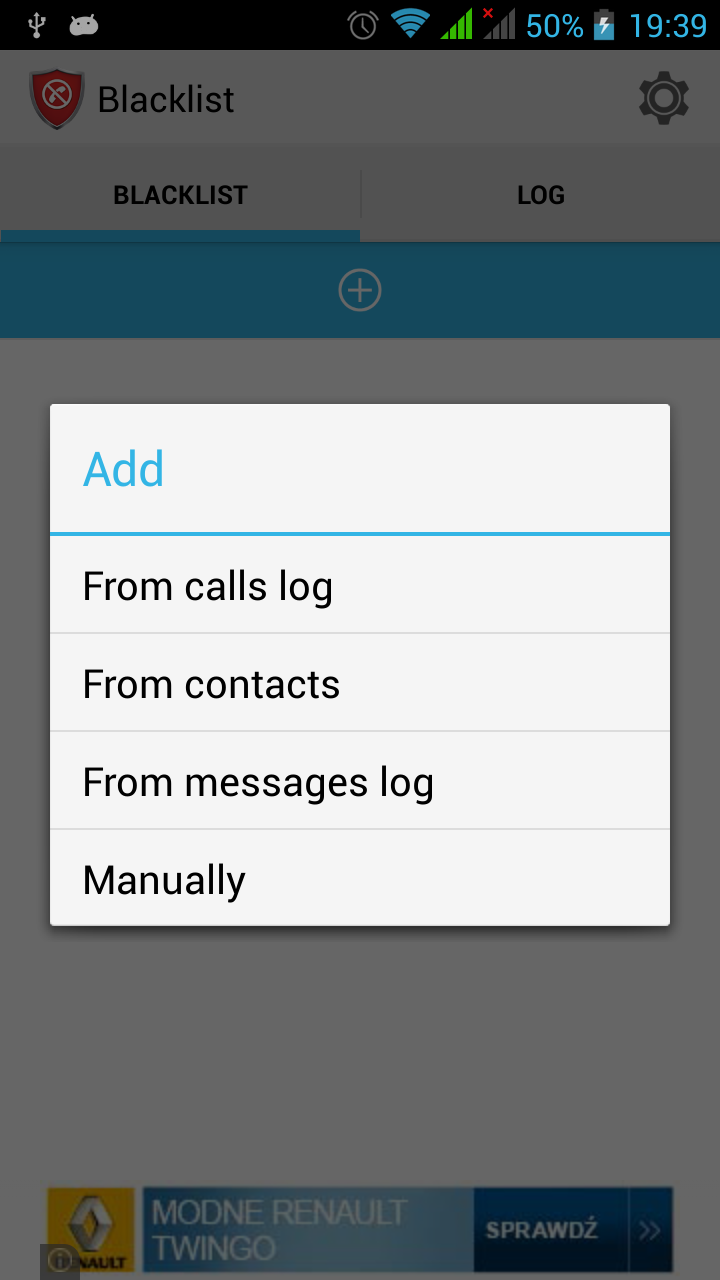 50% 19:39
Blacklist
BLACKLIST LOG
Add
From calls log
From contacts
From messages log
Manually
MODNE RENAULT
TWINGO
SPRAWDŹ
RENAULT